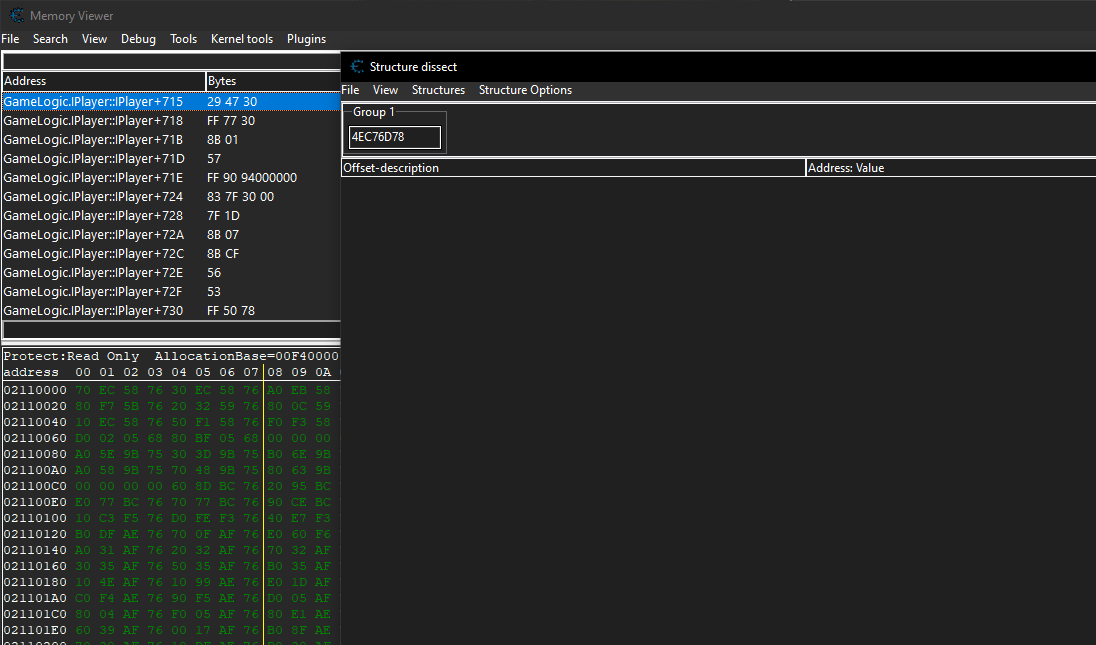 Memory Viewer
File Search View Debug Tools Kernel tools Plugins
Address Bytes
GameLogic.IPlayer::IPlayer+715 29 47 30
GameLogic.IPlayer::IPlayer+718 FF 77 30
GameLogic.IPlayer::IPlayer+71B 8B 01
GameLogic.IPlayer::IPlayer+71D 57
GameLogic.IPlayer::IPlayer+71E FF 90 94000000
GameLogic.IPlayer::IPlayer+724 83 7F 30 00
GameLogic.IPlayer::IPlayer+728 7F 1D
GameLogic.IPlayer::IPlayer+72A 8B 07
GameLogic.IPlayer::IPlayer+72C 8B CF
GameLogic.IPlayer::IPlayer+72E 56
GameLogic.IPlayer::IPlayer+72F 53
GameLogic.IPlayer::IPlayer+730 FF 50 78
Protect:Read Only AllocationBase=00F40000
address 00 01 02 03 04 05 06 07 08 09 0A
02110000 70 EC 58 76 30 EC 58 76 A0 EB 58
02110020 80 F7 5B 76 20 32 59 76 80 0C 59
02110040 10 EC 58 76 50 F1 58 76 F0 F3 58
02110060 D0 02 05 68 80 BF 05 68 00 00 00
02110080 A0 5E 9B 75 30 3D 9B 75 B0 6E 9B
021100A0 A0 58 9B 75 70 48 9B 75 80 63 9B
021100C0 00 00 00 00 60 8D BC 76 20 95 BC
021100E0 E0 77 BC 76 70 77 BC 76 90 CE BC
02110100 10 C3 F5 76 D0 FE F3 76 40 E7 F3
02110120 B0 DF AE 76 70 0F AF 76 E0 60 F6
02110140 A0 31 AF 76 20 32 AF 76 70 32 AF
02110160 30 35 AF 76 50 35 AF 76 B0 35 AF
02110180 10 4E AF 76 10 99 AE 76 E0 1D AF
021101A0 C0 F4 AE 76 90 F5 AE 76 D0 05 AF
021101C0 80 04 AF 76 F0 05 AF 76 80 E1 AE
021101E0 60 39 AF 76 00 17 AF 76 B0 8F AE
Structure dissect
File View Structures Structure Options
Group 1
4EC76D78
Offset-description Address: Value